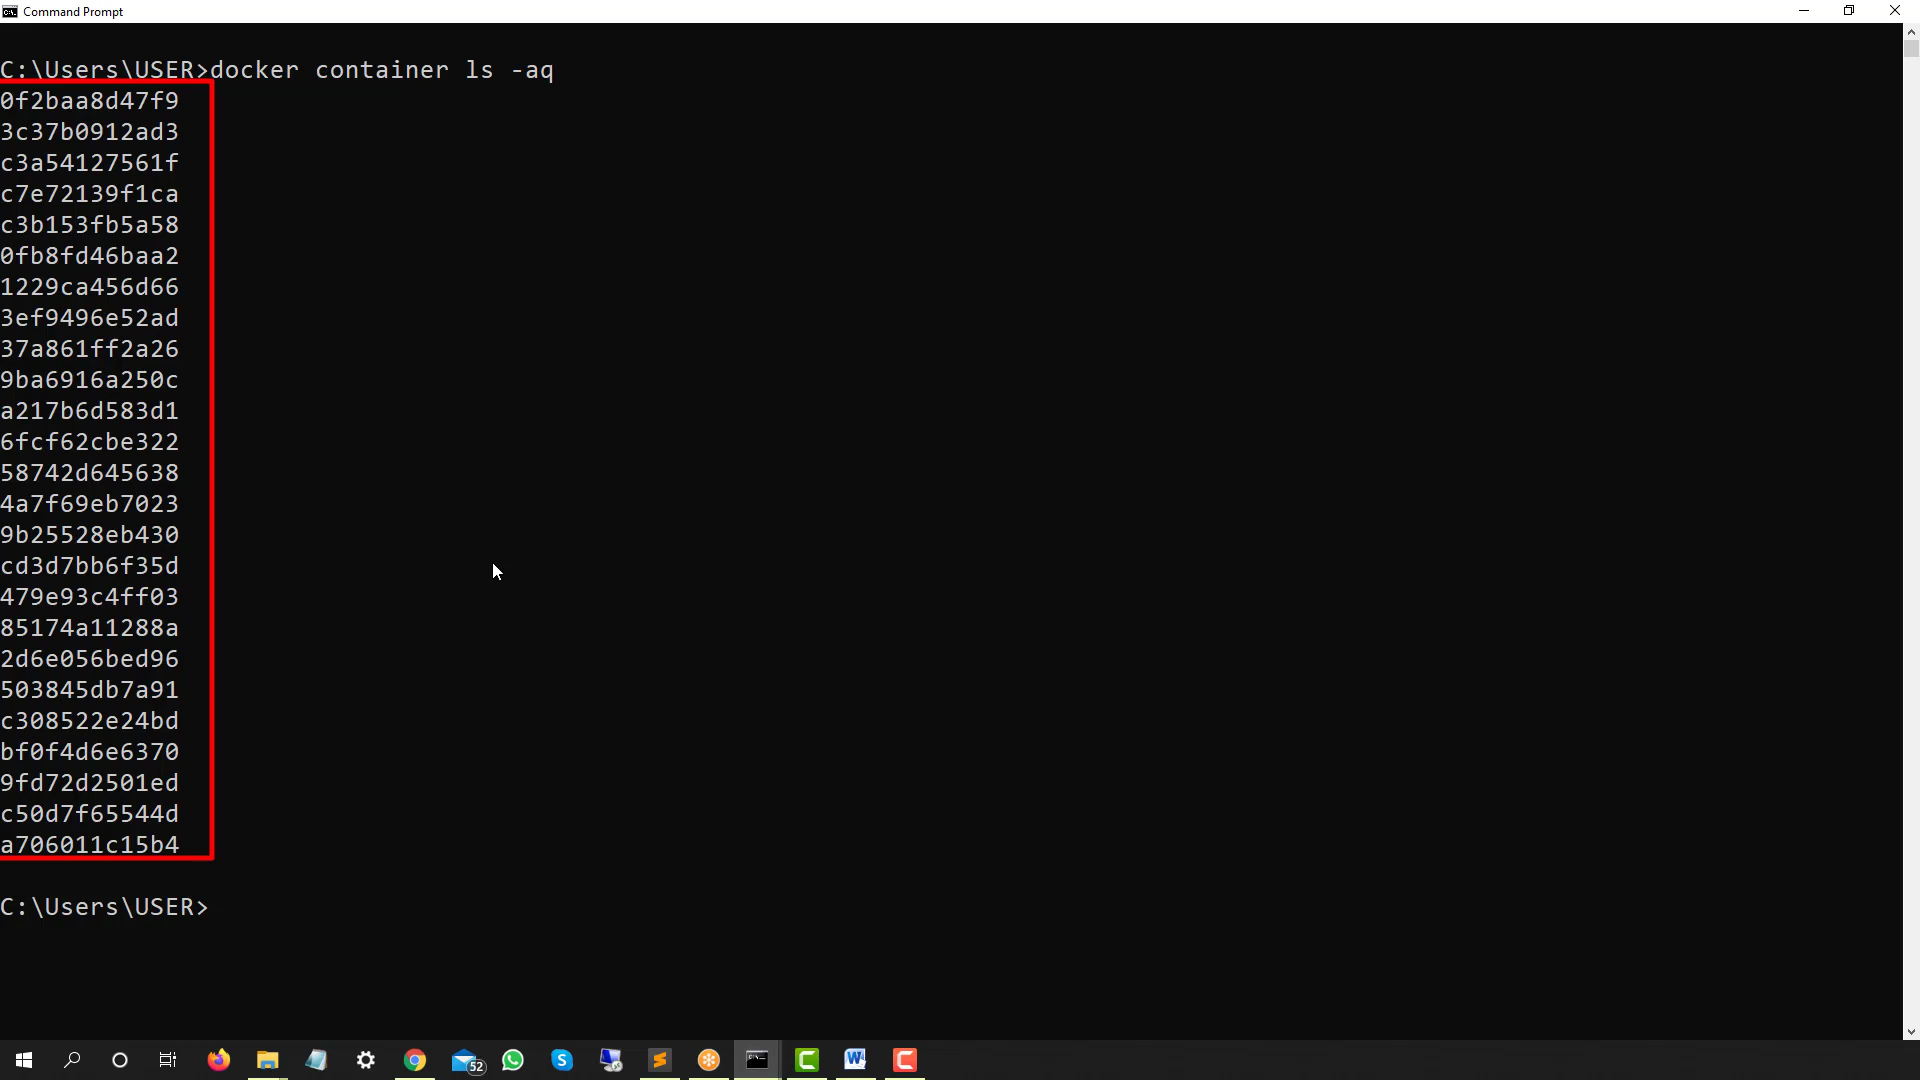 Command Prompt
C:\Users\USER>docker container ls -aq
0f2baa8d47f9
3c37b0912ad3
c3a54127561f
c7e72139f1ca
c3b153fb5a58
0fb8fd46baa2
1229ca456d66
3ef9496e52ad
37a861ff2a26
9ba6916a250c
a217b6d583d1
6fcf62cbe322
58742d645638
4a7f69eb7023
9b25528eb430
cd3d7bb6f35d
479e93c4ff03
85174a11288a
2d6e056bed96
503845db7a91
c308522e24bd
bf0f4d6e6370
9fd72d2501ed
c50d7f65544d
a706011c15b4
C:\Users\USER>
52